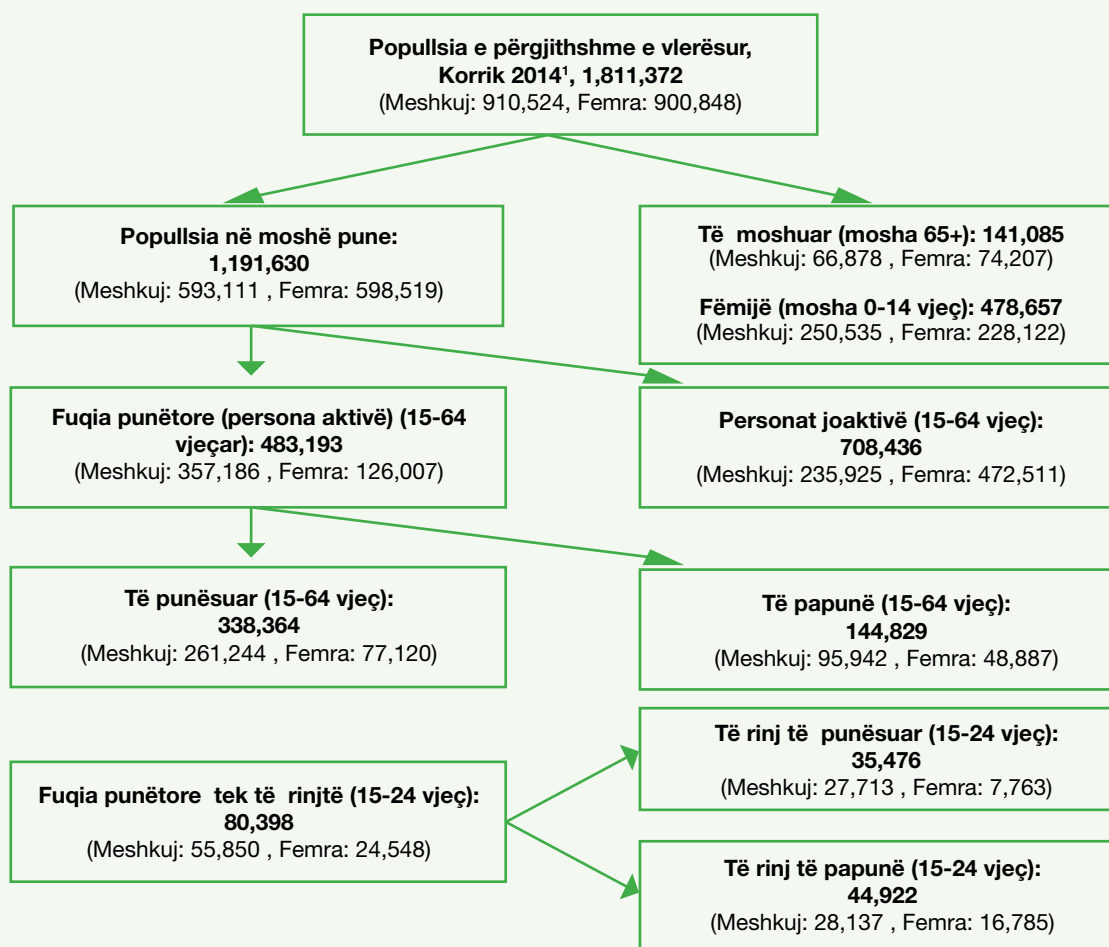 Popullsia e përgjithshme e vlerësur,
Korrik 2014¹, 1,811,372
(Meshkuj: 910,524, Femra: 900,848)
Popullsia në moshë pune:
1,191,630
(Meshkuj: 593,111 , Femra: 598,519)
Të moshuar (mosha 65+): 141,085
(Meshkuj: 66,878 , Femra: 74,207)
Fëmijë (mosha 0-14 vjeç): 478,657
(Meshkuj: 250,535 , Femra: 228,122)
Fuqia punëtore (persona aktivë) (15-64
vjeçar): 483,193
(Meshkuj: 357,186 , Femra: 126,007)
Personat joaktivë (15-64 vjeç):
708,436
(Meshkuj: 235,925 , Femra: 472,511)
Të punësuar (15-64 vjeç):
338,364
(Meshkuj: 261,244 , Femra: 77,120)
Të papunë (15-64 vjeç):
144,829
(Meshkuj: 95,942 , Femra: 48,887)
Fuqia punëtore tek të rinjtë (15-24 vjeç):
80,398
(Meshkuj: 55,850 , Femra: 24,548)
Të rinj të punësuar (15-24 vjeç):
35,476
(Meshkuj: 27,713 , Femra: 7,763)
Të rinj të papunë (15-24 vjeç):
44,922
(Meshkuj: 28,137 , Femra: 16,785)